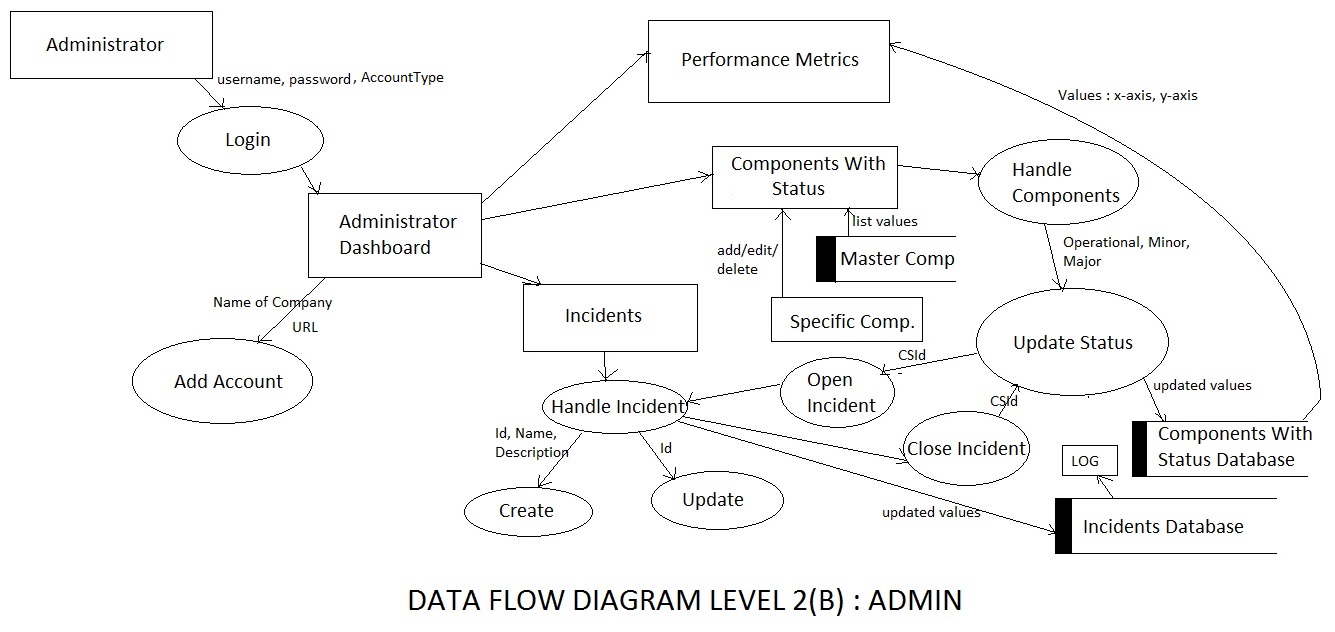 Administrator
username, password, AccountType
Login
Administrator
Dashboard
Name of Company
URL
Add Account
Performance Metrics
Values : x-axis, y-axis
Components With
Status
Handle
Components
list values
add/edit/
delete
Master Comp
Specific Comp.
Operational, Minor,
Major
Incidents
Update Status
CSId
Open
Incident
CSId
updated values
Handle Incident
Id, Name,
Description
Id
Create
Update
Close Incident
Components With
Status Database
LOG
updated values
Incidents Database
DATA FLOW DIAGRAM LEVEL 2(B) : ADMIN